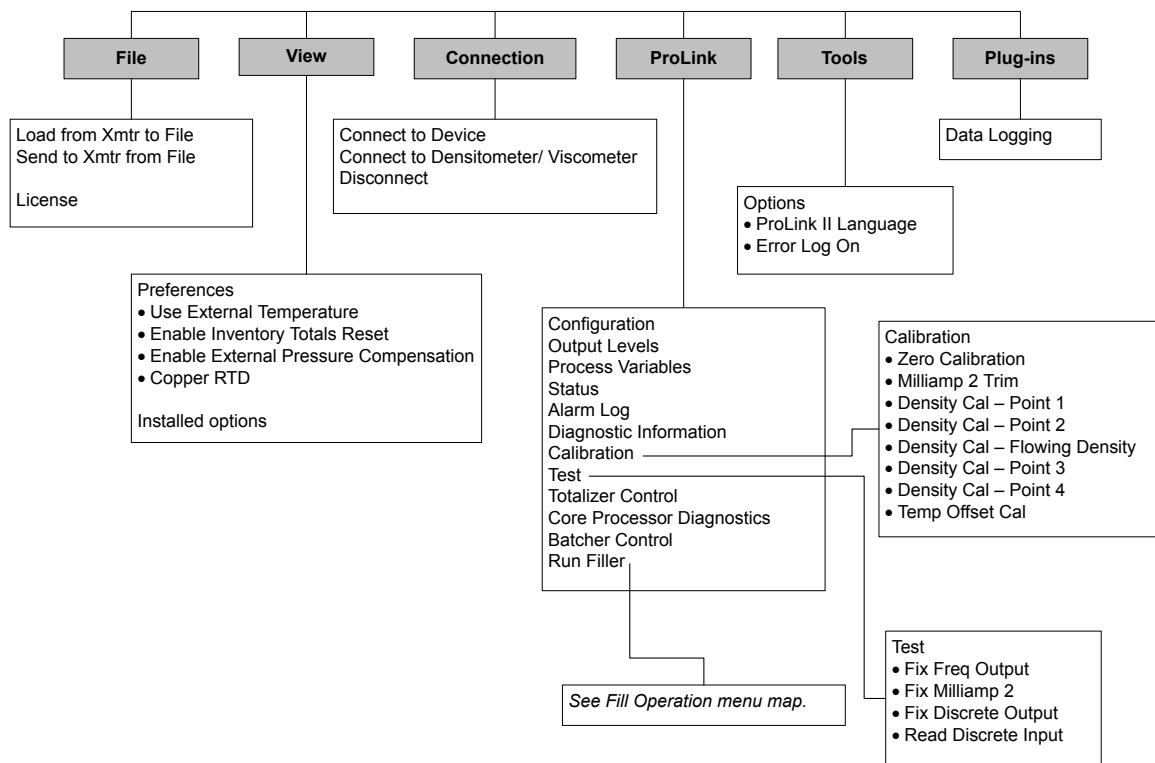 File
View
Connection
ProLink
Tools
Plug-ins
Load from Xmtr to File
Send to Xmtr from File
License
Connect to Device
Connect to Densitometer/ Viscometer
Disconnect
Data Logging
Options
• ProLink II Language
• Error Log On
Preferences
• Use External Temperature
• Enable Inventory Totals Reset
• Enable External Pressure Compensation
• Copper RTD
Installed options
Configuration
Output Levels
Process Variables
Status
Alarm Log
Diagnostic Information
Calibration
Test
Totalizer Control
Core Processor Diagnostics
Batcher Control
Run Filler
Calibration
• Zero Calibration
• Milliamp 2 Trim
• Density Cal – Point 1
• Density Cal – Point 2
• Density Cal – Flowing Density
• Density Cal – Point 3
• Density Cal – Point 4
• Temp Offset Cal
See Fill Operation menu map.
Test
• Fix Freq Output
• Fix Milliamp 2
• Fix Discrete Output
• Read Discrete Input